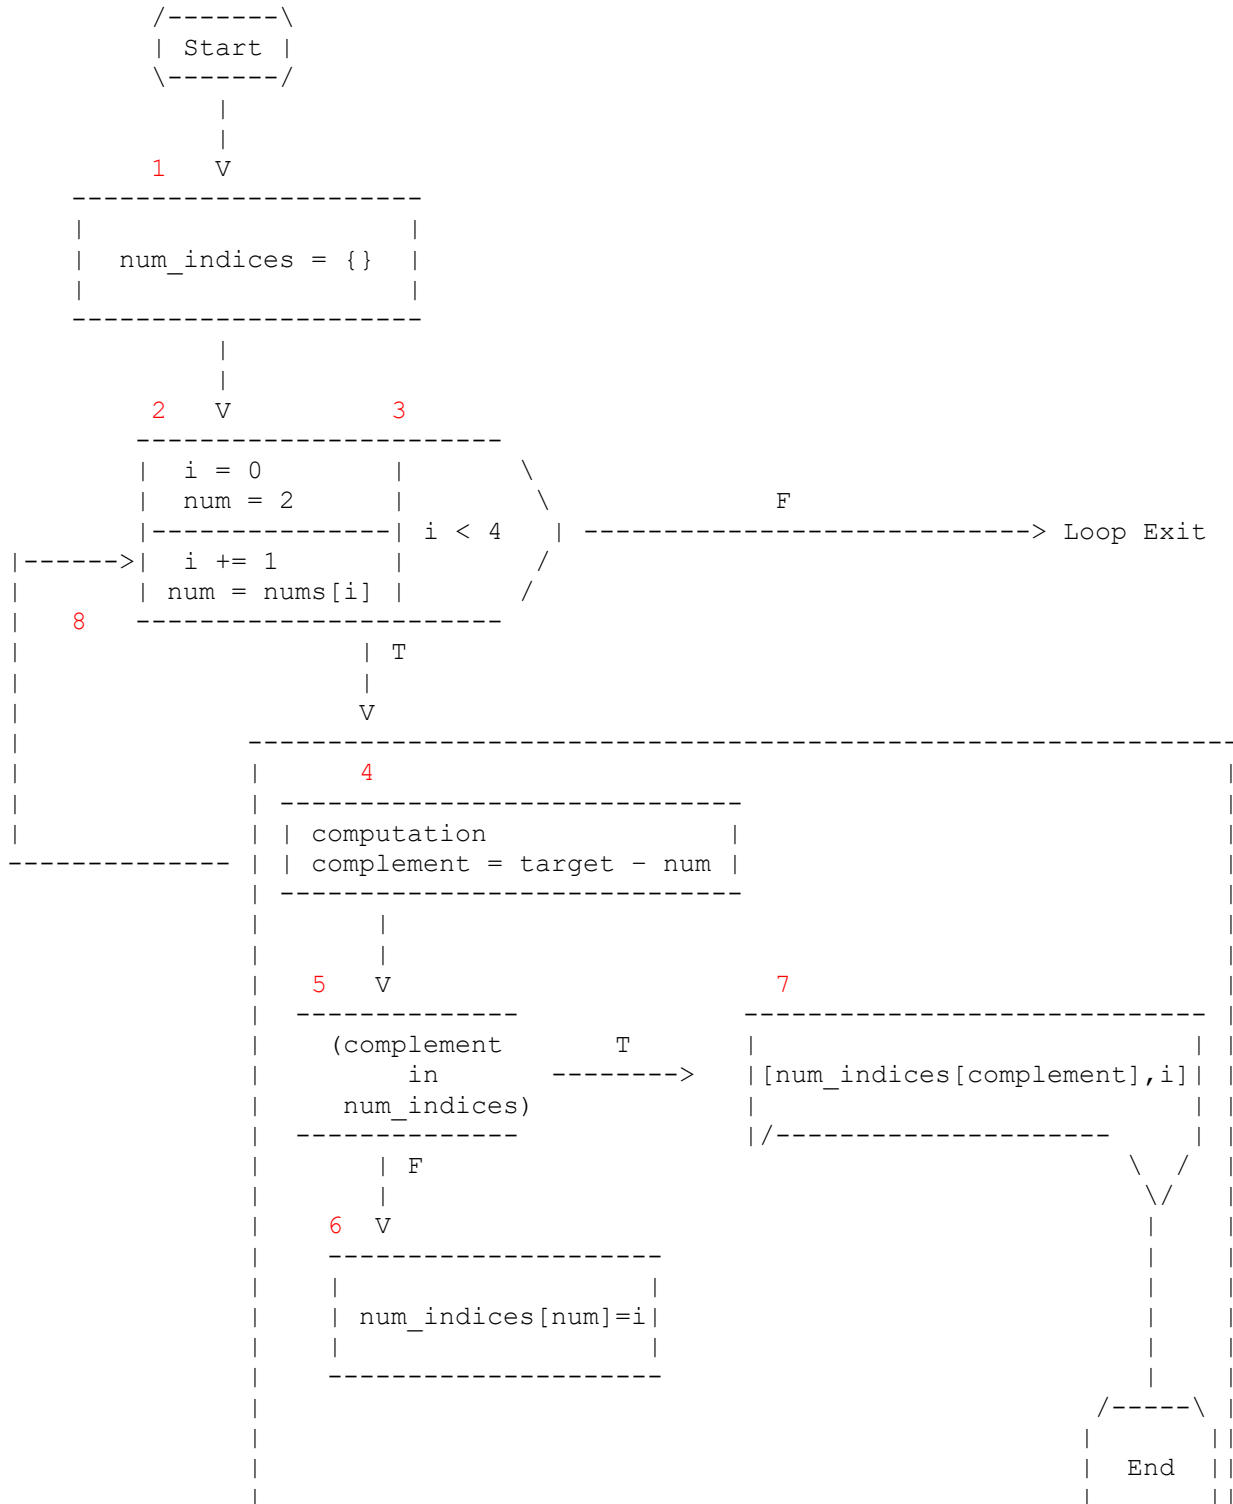 /-------\
| Start |
\-------/
|
|
1 V
----------------------
| |
| num_indices = {} |
| |
----------------------
|
|
2 V 3
-----------------------
| i = 0 | \
| num = 2 | \ F
|---------------| i < 4 | ----------------------------> Loop Exit
|------>| i += 1 | /
| | num = nums[i] | /
| 8 -----------------------
| | T
| |
| V
| --------------------------------------------------------------
| | 4 |
| | ----------------------------- |
| | | computation | |
-------------- | | complement = target – num | |
| ----------------------------- |
| | |
| | |
| 5 V 7 |
| -------------- ----------------------------- |
| (complement T | | |
| in --------> |[num_indices[complement],i]| |
| num_indices) | | |
| -------------- |/--------------------- | |
| | F \ / |
| | \/ |
| 6 V | |
| --------------------- | |
| | | | |
| | num_indices[num]=i| | |
| | | | |
| --------------------- | |
| /-----\ |
| | ||
| | End ||
| | ||